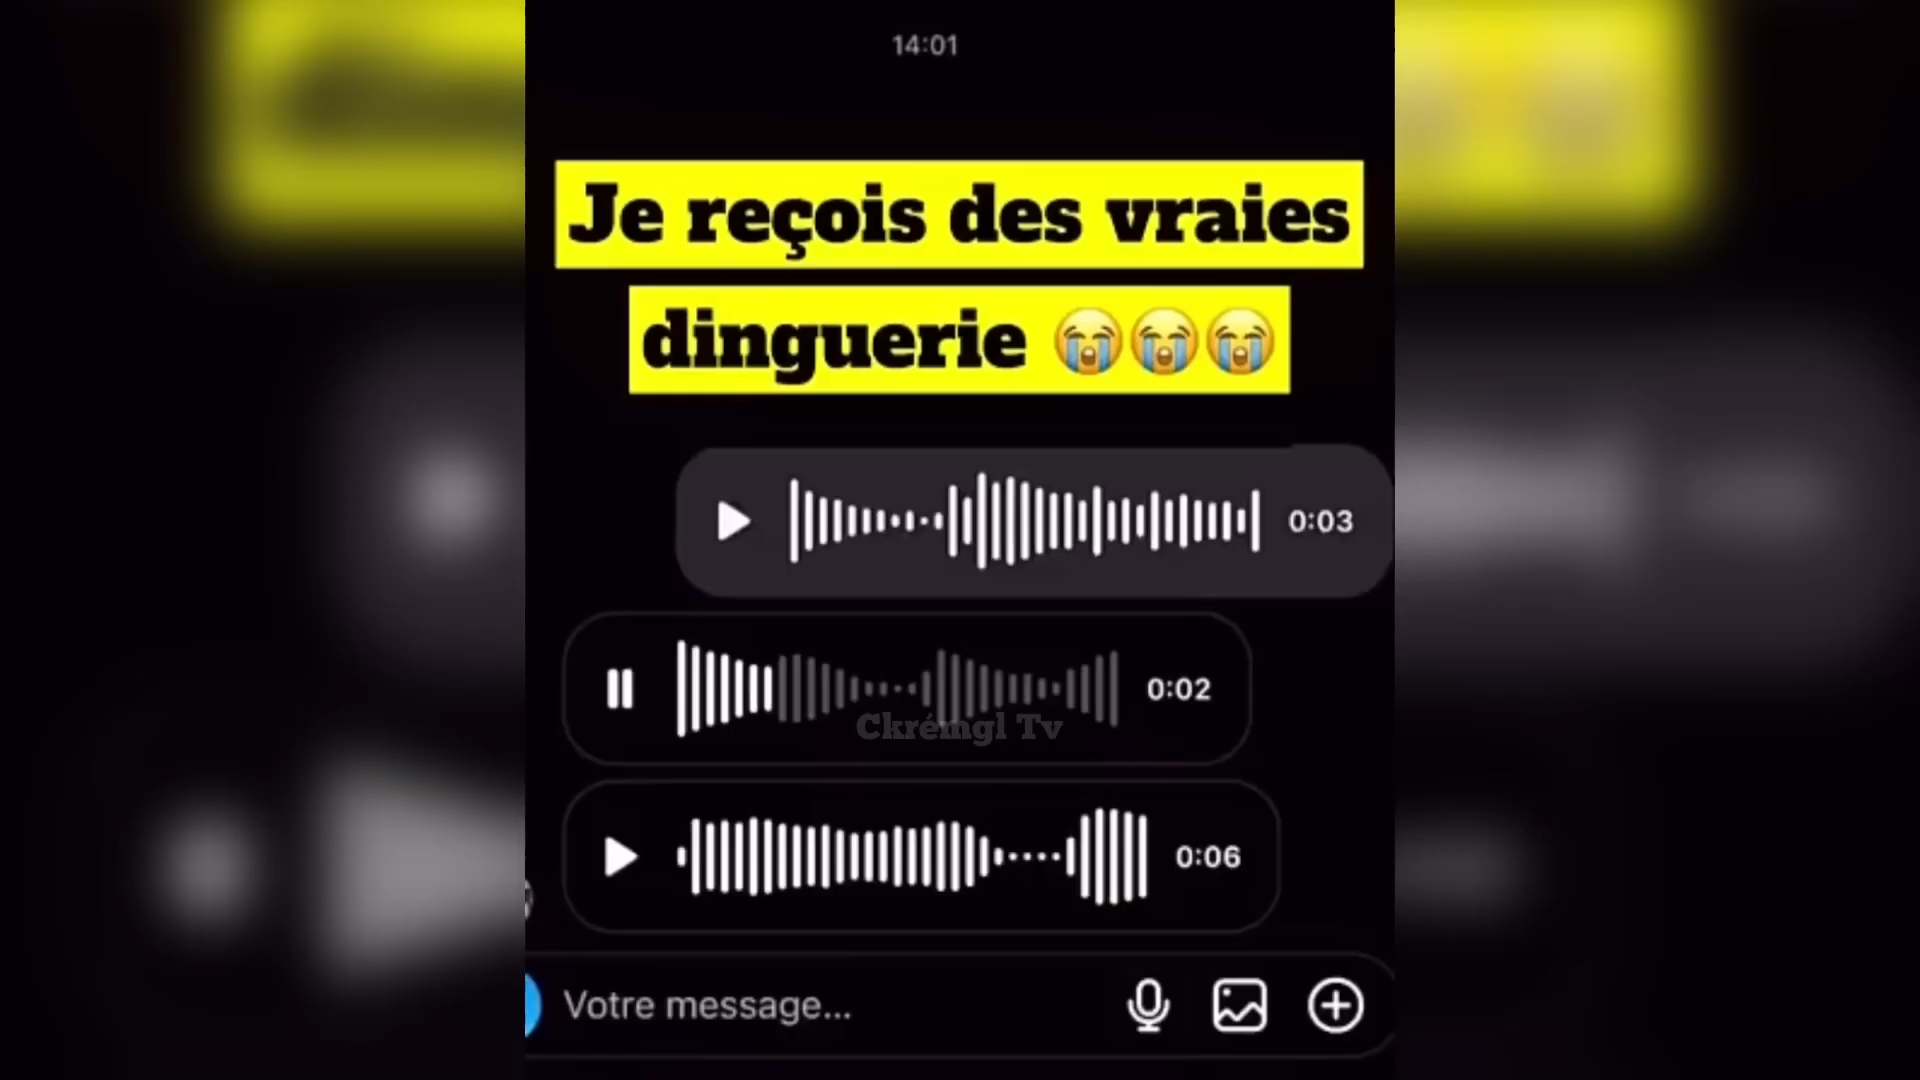 14:01
Je reçois des vraies
dinguerie 😭😭😭
0:03
0:02
Ckrémgl Tv
0:06
Votre message...